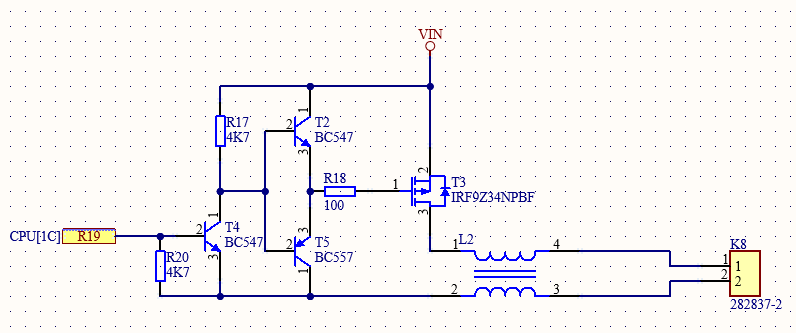 VIN
R17
4K7
1
2
3
T2
BC547
R18
100
1
2
3
T3
IRF9Z34NPBF
CPU[1C]
R19
R20
4K7
1
2
3
T4
BC547
2
3
1
T5
BC557
L2
1
4
2
3
K8
1
1
2
2
282837-2